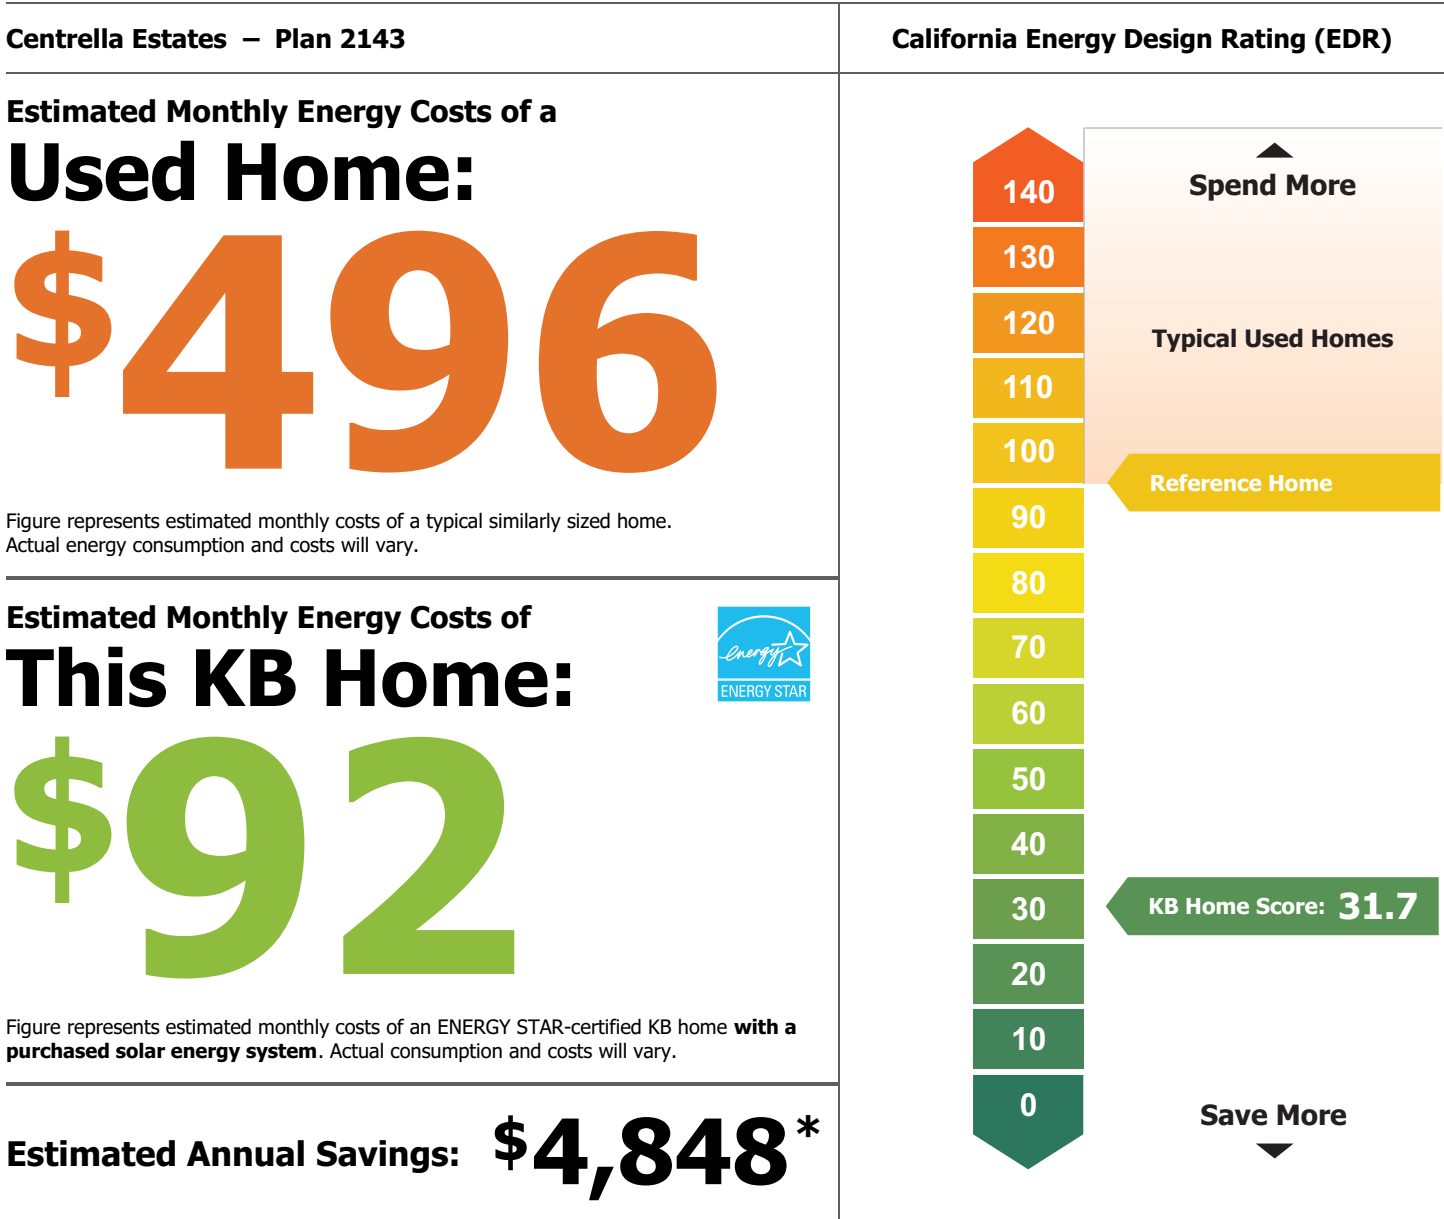 Centrella Estates – Plan 2143
Estimated Monthly Energy Costs of a
Used Home:
$496
Figure represents estimated monthly costs of a typical similarly sized home.
Actual energy consumption and costs will vary.
Estimated Monthly Energy Costs of
This KB Home:
energy
ENERGY STAR
$92
Figure represents estimated monthly costs of an ENERGY STAR-certified KB home with a
purchased solar energy system. Actual consumption and costs will vary.
Estimated Annual Savings: $4,848*
California Energy Design Rating (EDR)
140
Spend More
130
120
Typical Used Homes
110
100
Reference Home
90
80
70
60
50
40
30
KB Home Score: 31.7
20
10
0
Save More